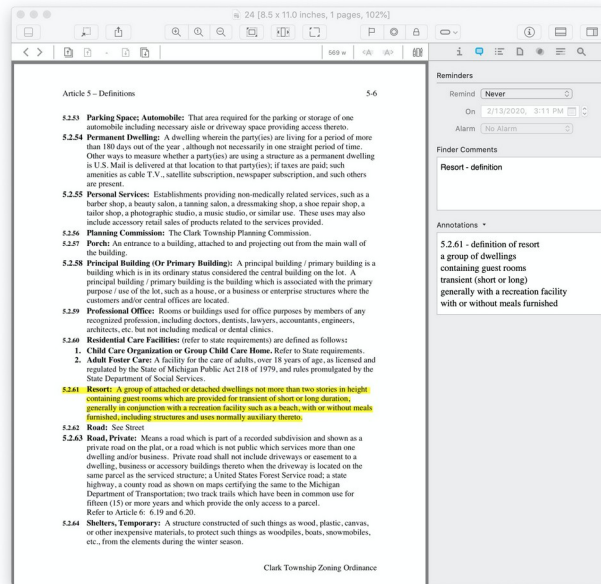 24 [8.5 x 11.0 inches, 1 pages, 102%]
569 w
Article 5 – Definitions 5-6
5.2.53 Parking Space; Automobile: That area required for the parking or storage of one
automobile including necessary aisle or driveway space providing access thereto.
5.2.54 Permanent Dwelling: A dwelling wherein the party(ies) are living for a period of more
than 180 days out of the year , although not necessarily in one straight period of time.
Other ways to measure whether a party(ies) are using a structure as a permanent dwelling
is U.S. Mail is delivered at that location to that party(ies); if taxes are paid; such
amenities as cable T.V., satellite subscription, newspaper subscription, and such others
are present.
5.2.55 Personal Services: Establishments providing non-medically related services, such as a
barber shop, a beauty salon, a tanning salon, a dressmaking shop, a shoe repair shop, a
tailor shop, a photographic studio, a music studio, or similar use. These uses may also
include accessory retail sales of products related to the services provided.
5.2.56 Planning Commission: The Clark Township Planning Commission.
5.2.57 Porch: An entrance to a building, attached to and projecting out from the main wall of
the building.
5.2.58 Principal Building (Or Primary Building): A principal building / primary building is a
building which is in its ordinary status considered the central building on the lot. A
principal building / primary building is the building which is associated with the primary
purpose / use of the lot, such as a house, or a business or enterprise structures where the
customers and/or central offices are located.
5.2.59 Professional Office: Rooms or buildings used for office purposes by members of any
recognized profession, including doctors, dentists, lawyers, accountants, engineers,
architects, etc. but not including medical or dental clinics.
5.2.60 Residential Care Facilities: (refer to state requirements) are defined as follows:
1. Child Care Organization or Group Child Care Home. Refer to State requirements.
2. Adult Foster Care: A facility for the care of adults, over 18 years of age, as licensed and
regulated by the State of Michigan Public Act 218 of 1979, and rules promulgated by the
State Department of Social Services.
5.2.61 Resort: A group of attached or detached dwellings not more than two stories in height
containing guest rooms which are provided for transient of short or long duration,
generally in conjunction with a recreation facility such as a beach, with or without meals
furnished, including structures and uses normally auxiliary thereto.
5.2.62 Road: See Street
5.2.63 Road, Private: Means a road which is part of a recorded subdivision and shown as a
private road on the plat, or a road which is not public which services more than one
dwelling and/or business. Private road shall not include driveways or easement to a
dwelling, business or accessory buildings thereto when the driveway is located on the
same parcel as the serviced structure; a United States Forest Service road; a state
highway, a county road as shown on maps certifying the same to the Michigan
Department of Transportation; two track trails which have been in common use for
fifteen (15) or more years and which provide the only access to a parcel.
Refer to Article 6: 6.19 and 6.20.
5.2.64 Shelters, Temporary: A structure constructed of such things as wood, plastic, canvas,
or other inexpensive materials, to protect such things as woodpiles, boats, snowmobiles,
etc., from the elements during the winter season.
Clark Township Zoning Ordinance
Reminders
Remind Never
On 2/13/2020, 3:11 PM
Alarm No Alarm
Finder Comments
Resort - definition
Annotations
5.2.61 - definition of resort
a group of dwellings
containing guest rooms
transient (short or long)
generally with a recreation facility
with or without meals furnished